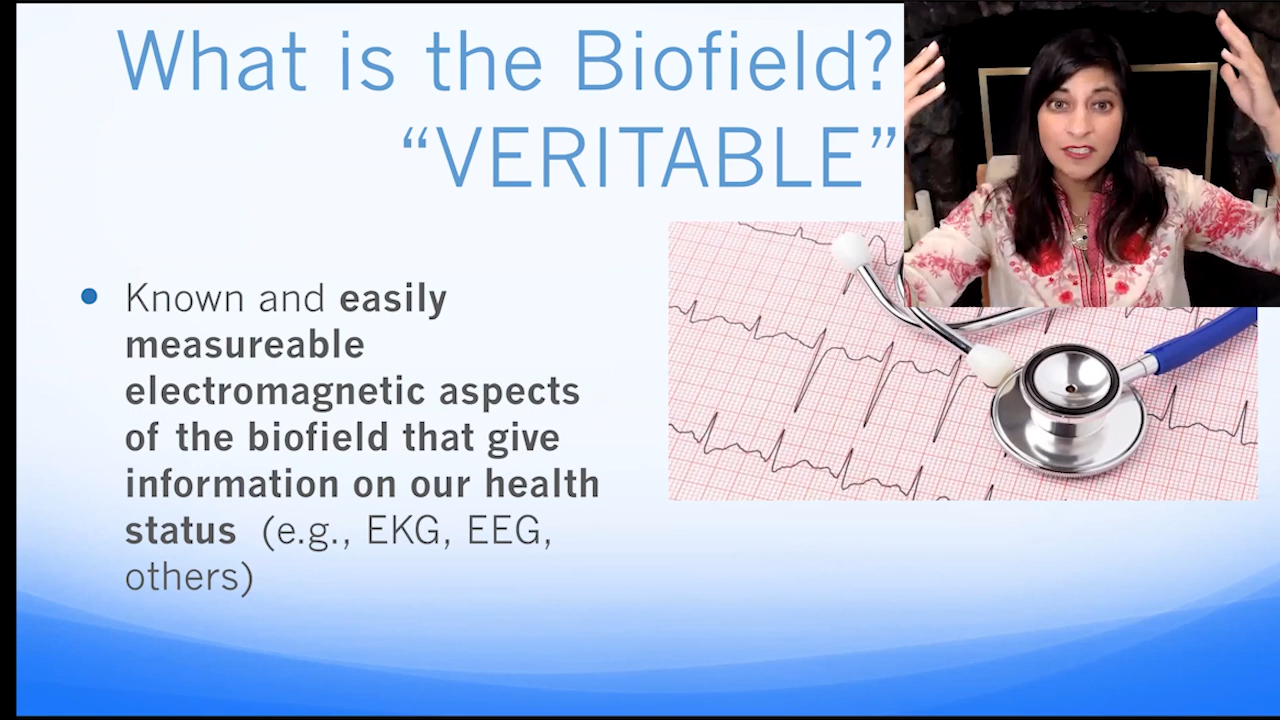 What is the Biofield?
“VERITABLE”
Known and easily
measureable
electromagnetic aspects
of the biofield that give
information on our health
status (e.g., EKG, EEG,
others)